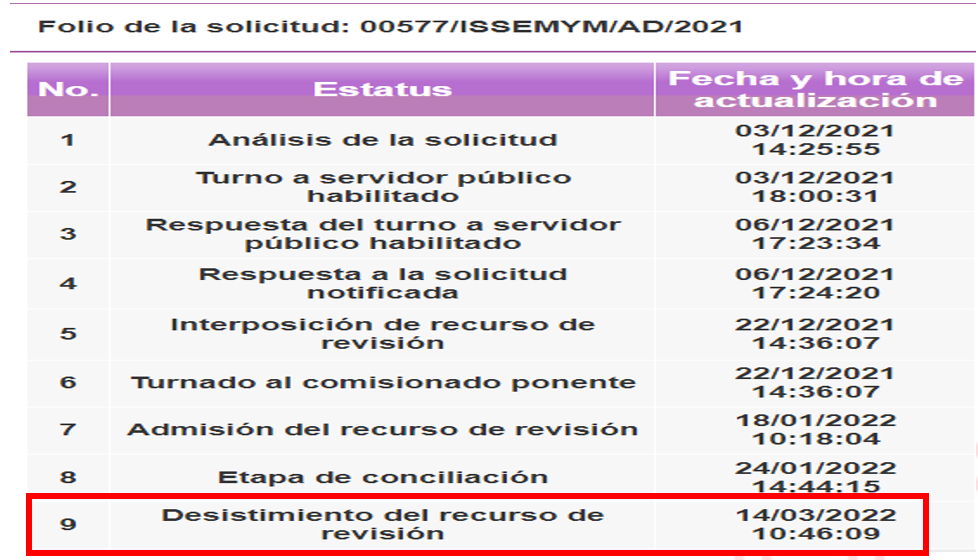 Folio de la solicitud: 00577/ISSEMYM/AD/2021
No. Estatus Fecha y hora de
actualización
1 Análisis de la solicitud 03/12/2021
14:25:55
2 Turno a servidor público
habilitado 03/12/2021
18:00:31
3 Respuesta del turno a servidor
público habilitado 06/12/2021
17:23:34
4 Respuesta a la solicitud
notificada 06/12/2021
17:24:20
5 Interposición de recurso de
revisión 22/12/2021
14:36:07
6 Turnado al comisionado ponente 22/12/2021
14:36:07
7 Admisión del recurso de revisión 18/01/2022
10:18:04
8 Etapa de conciliación 24/01/2022
14:44:15
9 Desistimiento del recurso de
revisión 14/03/2022
10:46:09